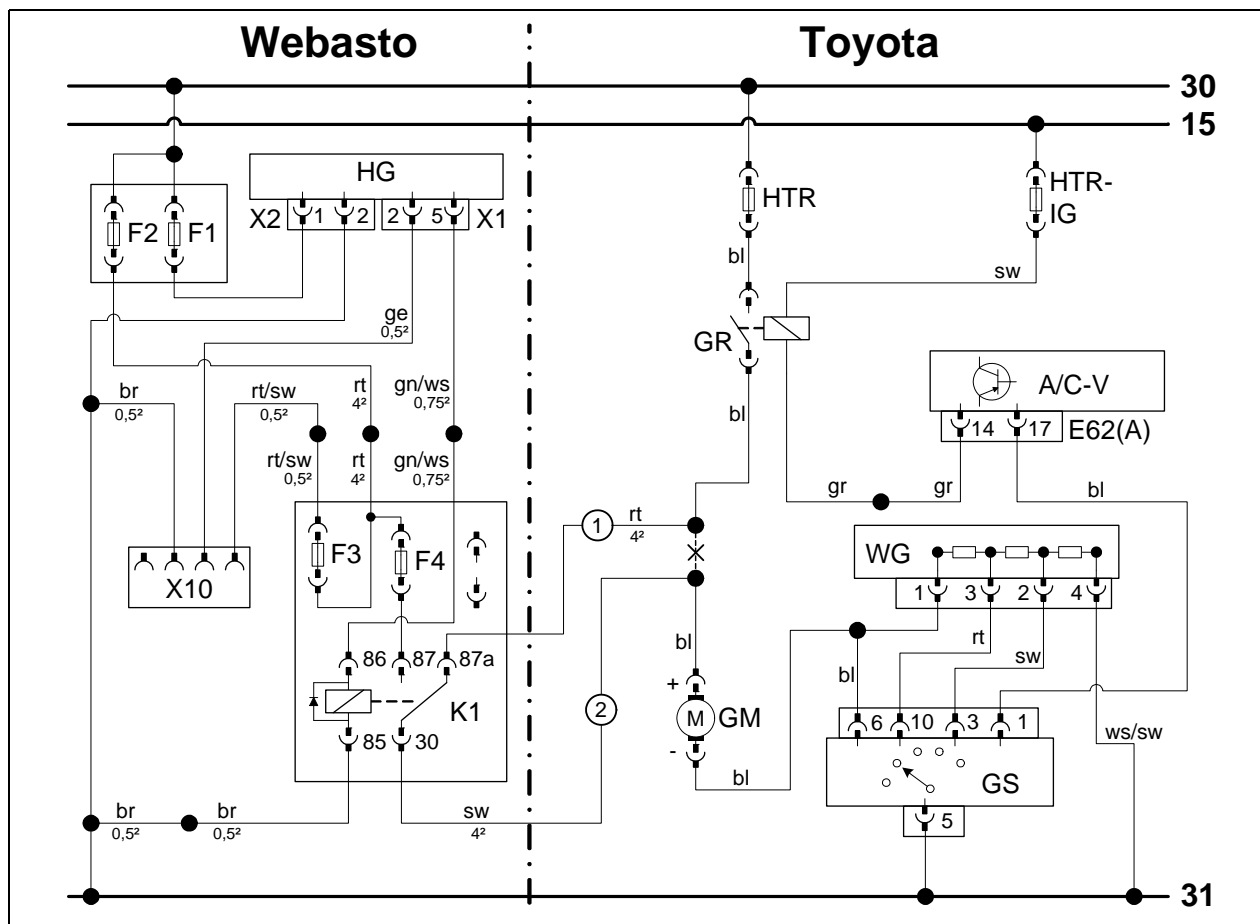 Webasto
Toyota
30
15
HG
X2 1 2 2 5 X1
F2 F1
HTR
HTR-
IG
bl
sw
ge
0,5²
GR
A/C-V
14 17 E62(A)
br
0,5²
rt/sw
0,5²
rt
4²
gn/ws
0,75²
bl
rt/sw
0,5²
rt
4²
gn/ws
0,75²
gr gr
bl
1
rt
4²
F3 F4
X10
WG
1 3 2 4
bl
rt
sw
bl
86 87 87a
K1
85 30
2
+
M
GM
-
bl
6 10 3 1
ws/sw
GS
5
br
0,5²
br
0,5²
sw
4²
31